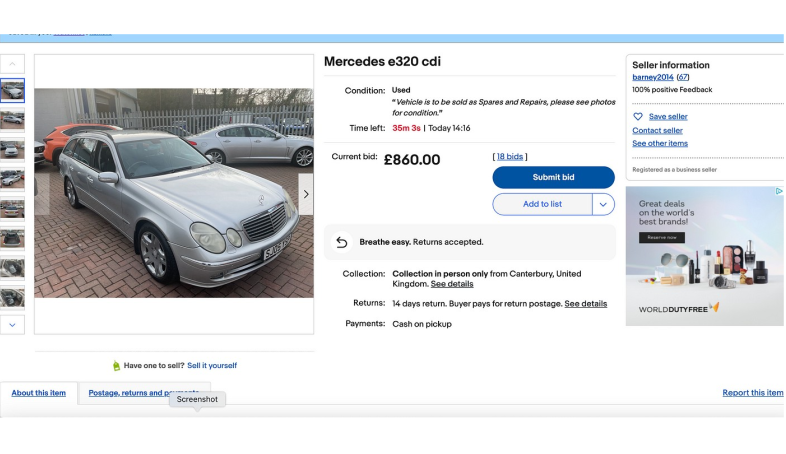 Mercedes e320 cdi
Condition: Used
"Vehicle is to be sold as Spares and Repairs, please see photos
for condition."
Time left: 35m 3s | Today 14:16
Current bid: £860.00 [ 18 bids ]
Submit bid
Add to list
Breathe easy. Returns accepted.
Collection: Collection in person only from Canterbury, United
Kingdom. See details
Returns: 14 days return. Buyer pays for return postage. See details
Payments: Cash on pickup
Seller information
barney2014 (67)
100% positive Feedback
Save seller
Contact seller
See other items
Registered as a business seller
Great deals
on the world's
best brands!
Reserve now
WORLDDUTYFREE
Have one to sell? Sell it yourself
About this item
Postage, returns and payments
Report this item
Screenshot